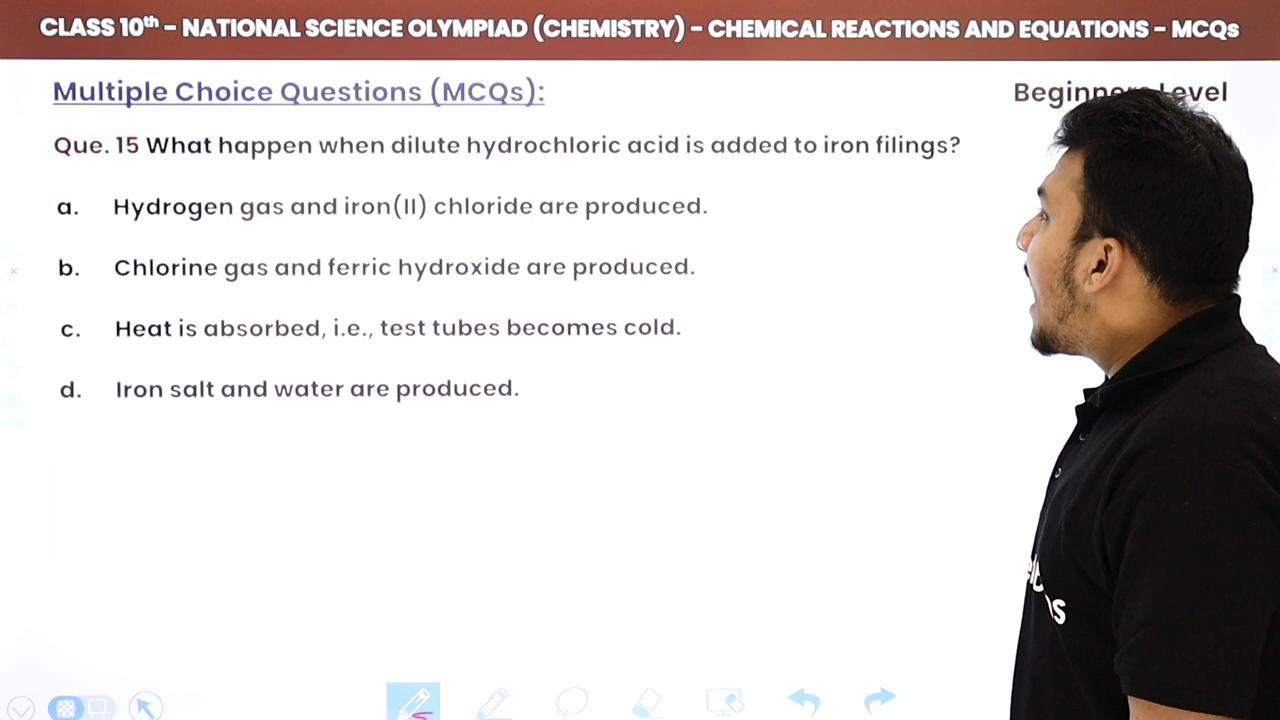 CLASS 10th – NATIONAL SCIENCE OLYMPIAD (CHEMISTRY) – CHEMICAL REACTIONS AND EQUATIONS – MCQs
Multiple Choice Questions (MCQs):
Level
Que. 15 What happen when dilute hydrochloric acid is added to iron filings?
a. Hydrogen gas and iron(II) chloride are produced.
b. Chlorine gas and ferric hydroxide are produced.
c. Heat is absorbed, i.e., test tubes becomes cold.
d. Iron salt and water are produced.